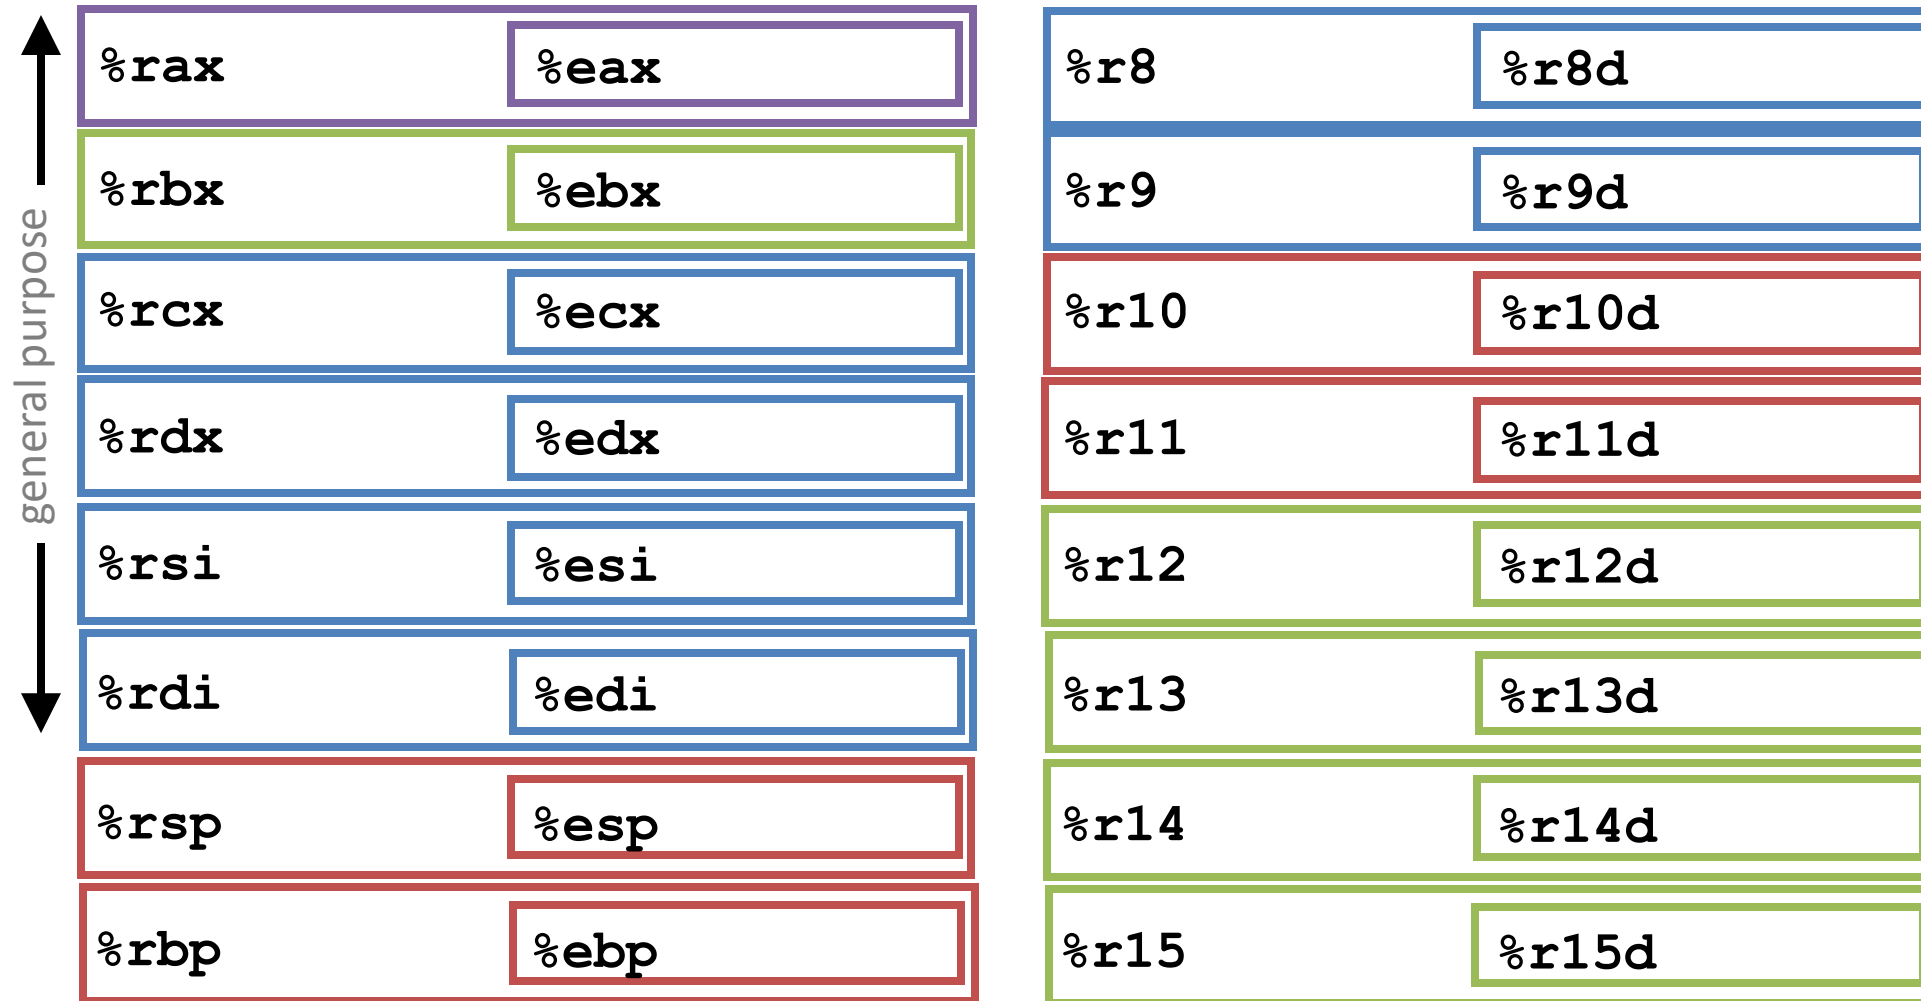 general purpose
%rax %eax
%rbx %ebx
%rcx %ecx
%rdx %edx
%rsi %esi
%rdi %edi
%rsp %esp
%rbp %ebp
%r8 %r8d
%r9 %r9d
%r10 %r10d
%r11 %r11d
%r12 %r12d
%r13 %r13d
%r14 %r14d
%r15 %r15d